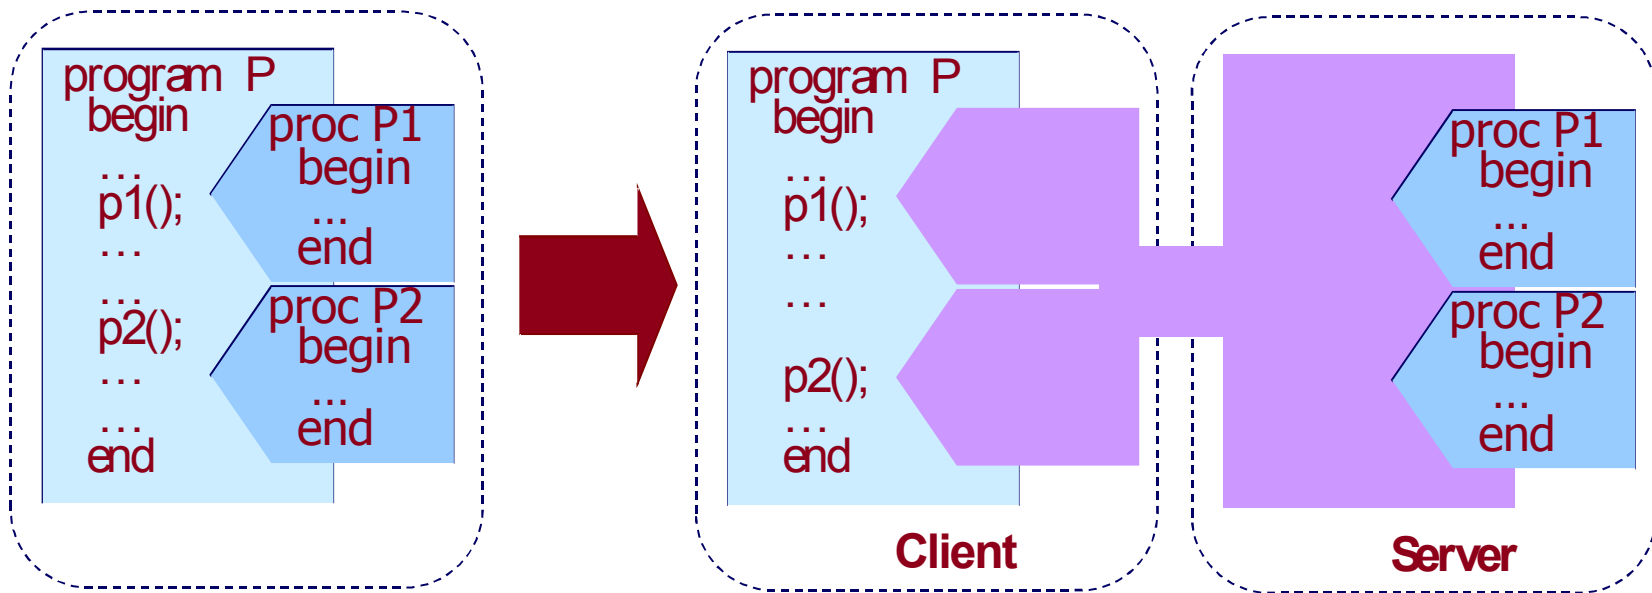 program P
begin
…
p1();
…
…
p2();
…
…
end
proc P1
begin
...
end
proc P2
begin
...
end
program P
begin
…
p1();
…
…
p2();
…
end
Client
proc P1
begin
...
end
proc P2
begin
...
end
Server